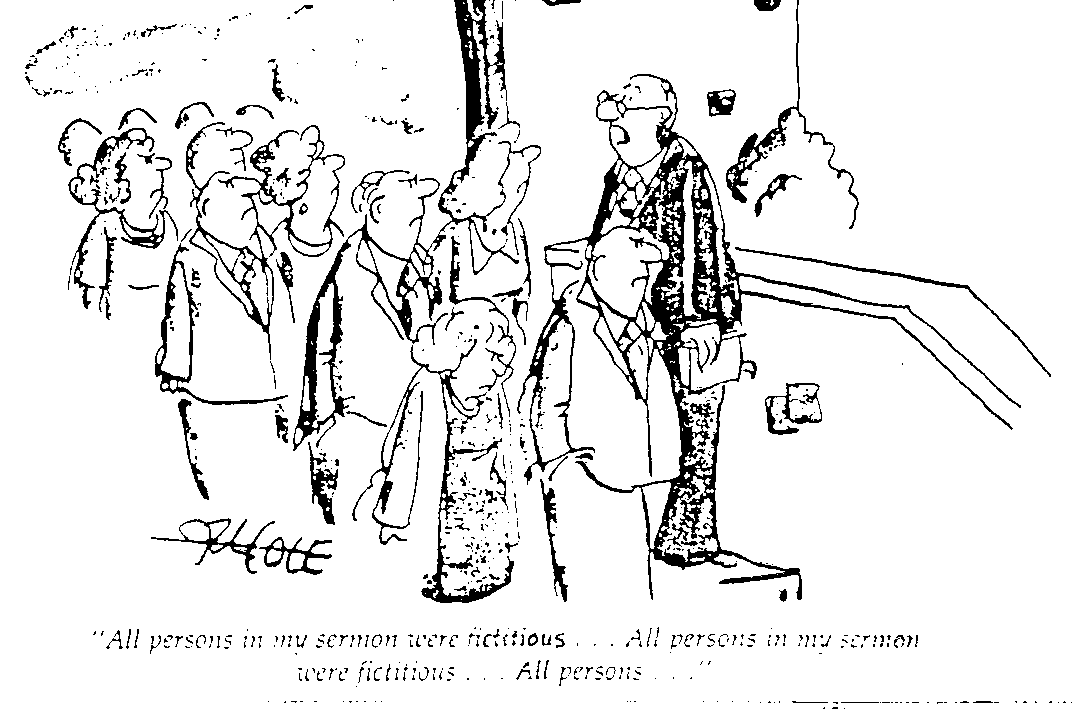 "All persons in my sermon were fictitious . . . All persons in my sermon
were fictitious . . . All persons . . ."